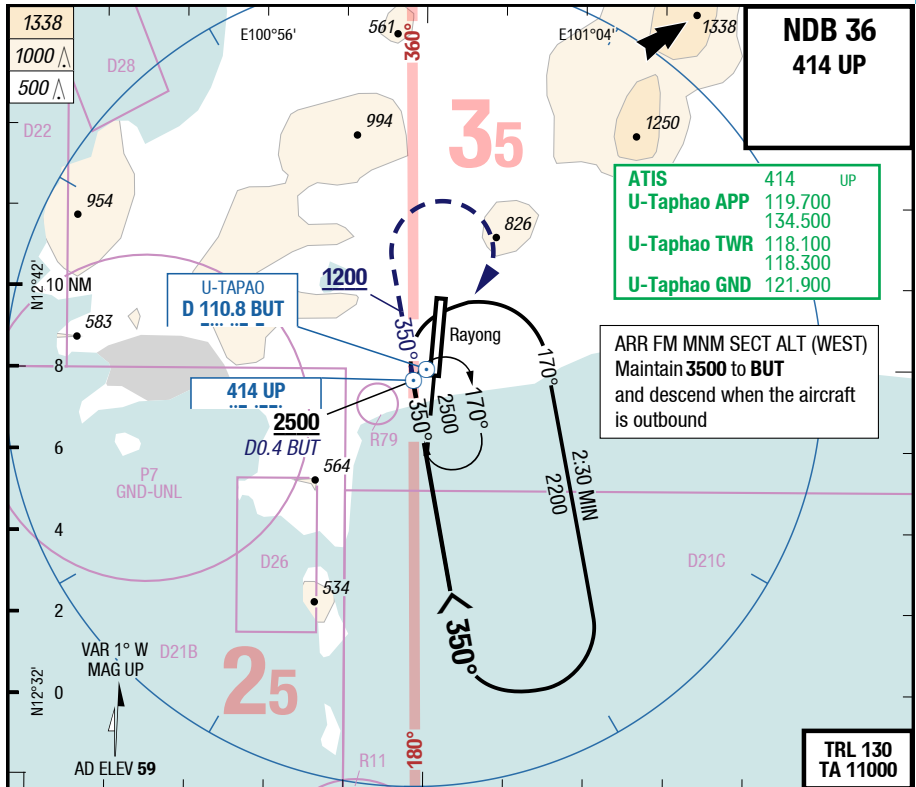 1338
1000
500
D28
D22
561
E100°56'
360°
E101°04'
1338
NDB 36
414 UP
994
35
1250
954
826
ATIS 414 UP
U-Taphao APP 119.700
134.500
U-Taphao TWR 118.100
118.300
U-Taphao GND 121.900
N12°42'
10 NM
1200
U-TAPAO
D 110.8 BUT
583
350°
Rayong
170°
ARR FM MNM SECT ALT (WEST)
Maintain 3500 to BUT
and descend when the aircraft
is outbound
8
414 UP
2500
D0.4 BUT
R79
350°
2500
170°
6
564
P7
GND-UNL
2:30 MIN
2200
4
D26
D21C
534
2
350°
VAR 1° W
MAG UP
D21B
25
N12°32'
0
180°
AD ELEV 59
R11
TRL 130
TA 11000